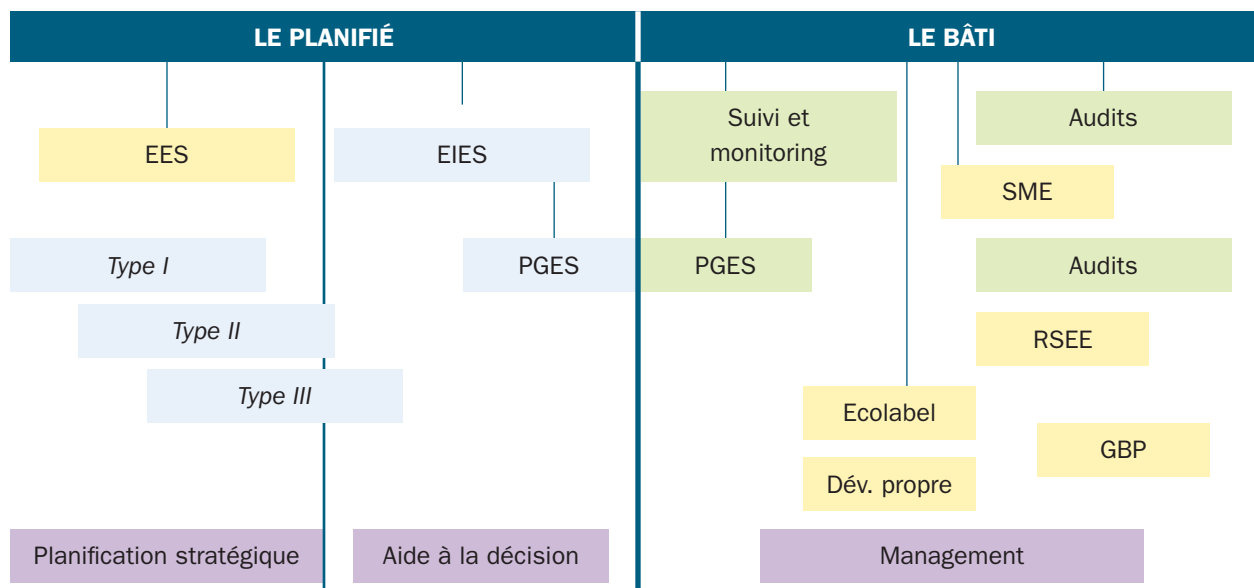 LE PLANIFIÉ
LE BÂTI
EES
EIES
Suivi et
monitoring
Audits
SME
Type I
PGES
PGES
Audits
Type II
RSEE
Type III
Ecolabel
GBP
Dév. propre
Planification stratégique
Aide à la décision
Management